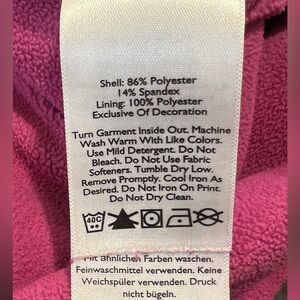 Shell: 86% Polyester
14% Spandex
Lining: 100% Polyester
Exclusive Of Decoration
Turn Garment Inside Out. Machine
Wash Warm With Like Colors.
Use Mild Detergent. Do Not
Bleach. Do Not Use Fabric
Softeners. Tumble Dry Low.
Remove Promptly. Cool Iron As
Desired. Do Not Iron On Print.
Do Not Dry Clean.
40C
Mit ähnlichen Farben waschen.
Feinwaschmittel verwenden. Keine
Weichspüler verwenden. Druck
nicht bügeln.